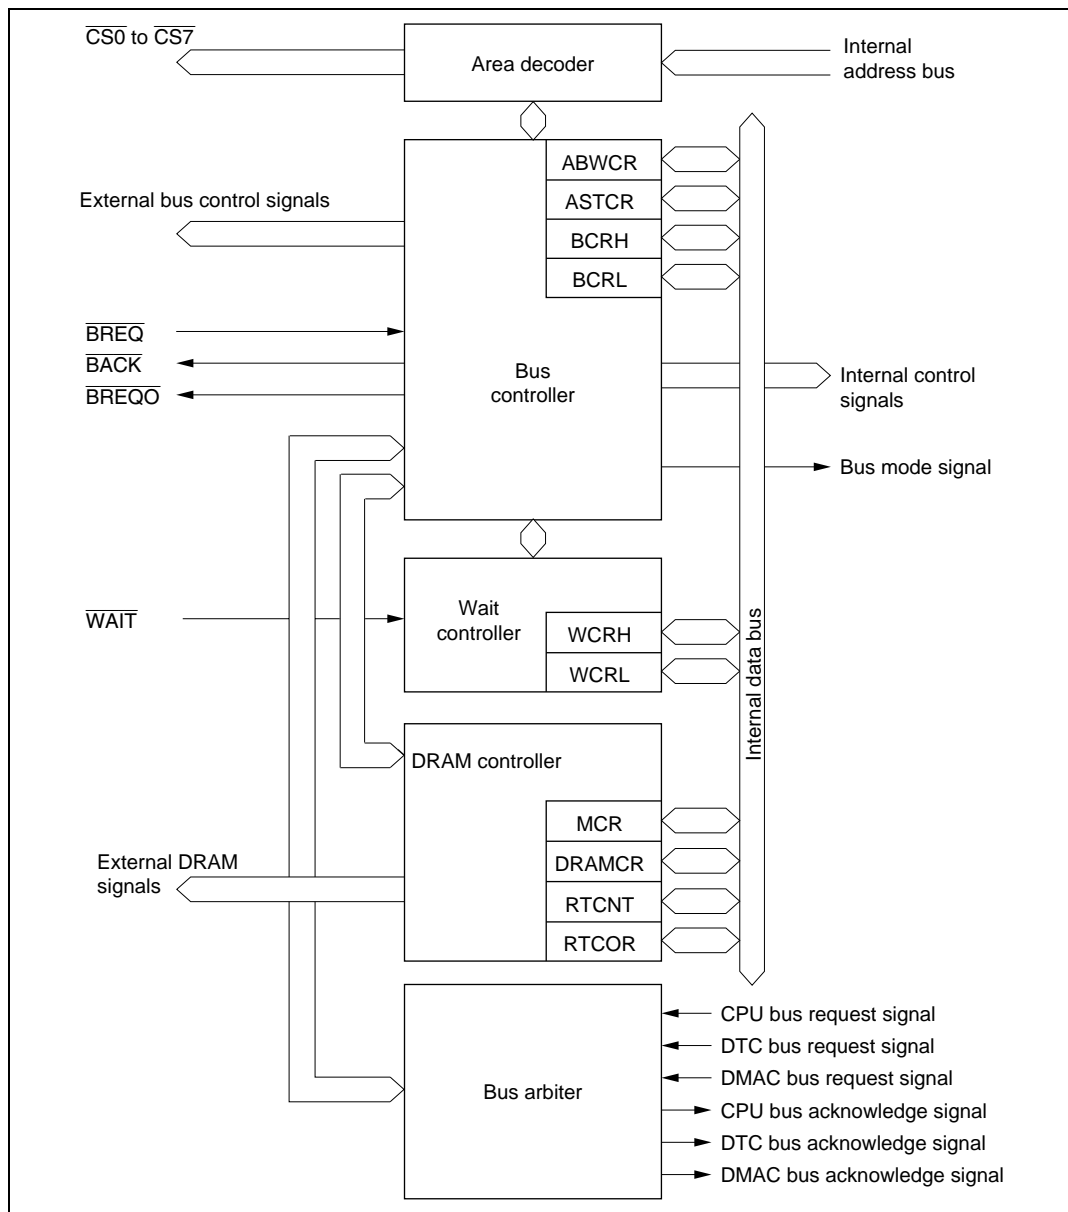 CS0 to CS7
Area decoder
Internal
address bus
ABWCR
ASTCR
BCRH
BCRL
External bus control signals
BREQ
BACK
BREQO
Bus
controller
Internal control
signals
Bus mode signal
WAIT
Wait
controller
WCRH
WCRL
Internal data bus
DRAM controller
MCR
DRAMCR
RTCNT
RTCOR
External DRAM
signals
Bus arbiter
CPU bus request signal
DTC bus request signal
DMAC bus request signal
CPU bus acknowledge signal
DTC bus acknowledge signal
DMAC bus acknowledge signal